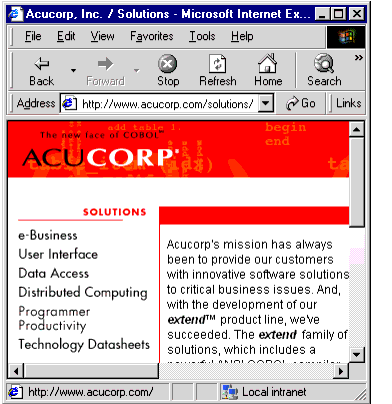 Acucorp, Inc. / Solutions - Microsoft Internet Ex...
File Edit View Favorites Tools Help
Back Forward Stop Refresh Home Search »
Address http://www.acucorp.com/solutions/ Go Links
add table 1.
begin
The new face of COBOL™
end
ACUCORP®
SOLUTIONS
e-Business
User Interface
Data Access
Distributed Computing
Programmer
Productivity
Technology Datasheets
Acucorp's mission has always
been to provide our customers
with innovative software solutions
to critical business issues. And,
with the development of our
extend™ product line, we've
succeeded. The extend family of
solutions, which includes a
http://www.acucorp.com/ Local intranet